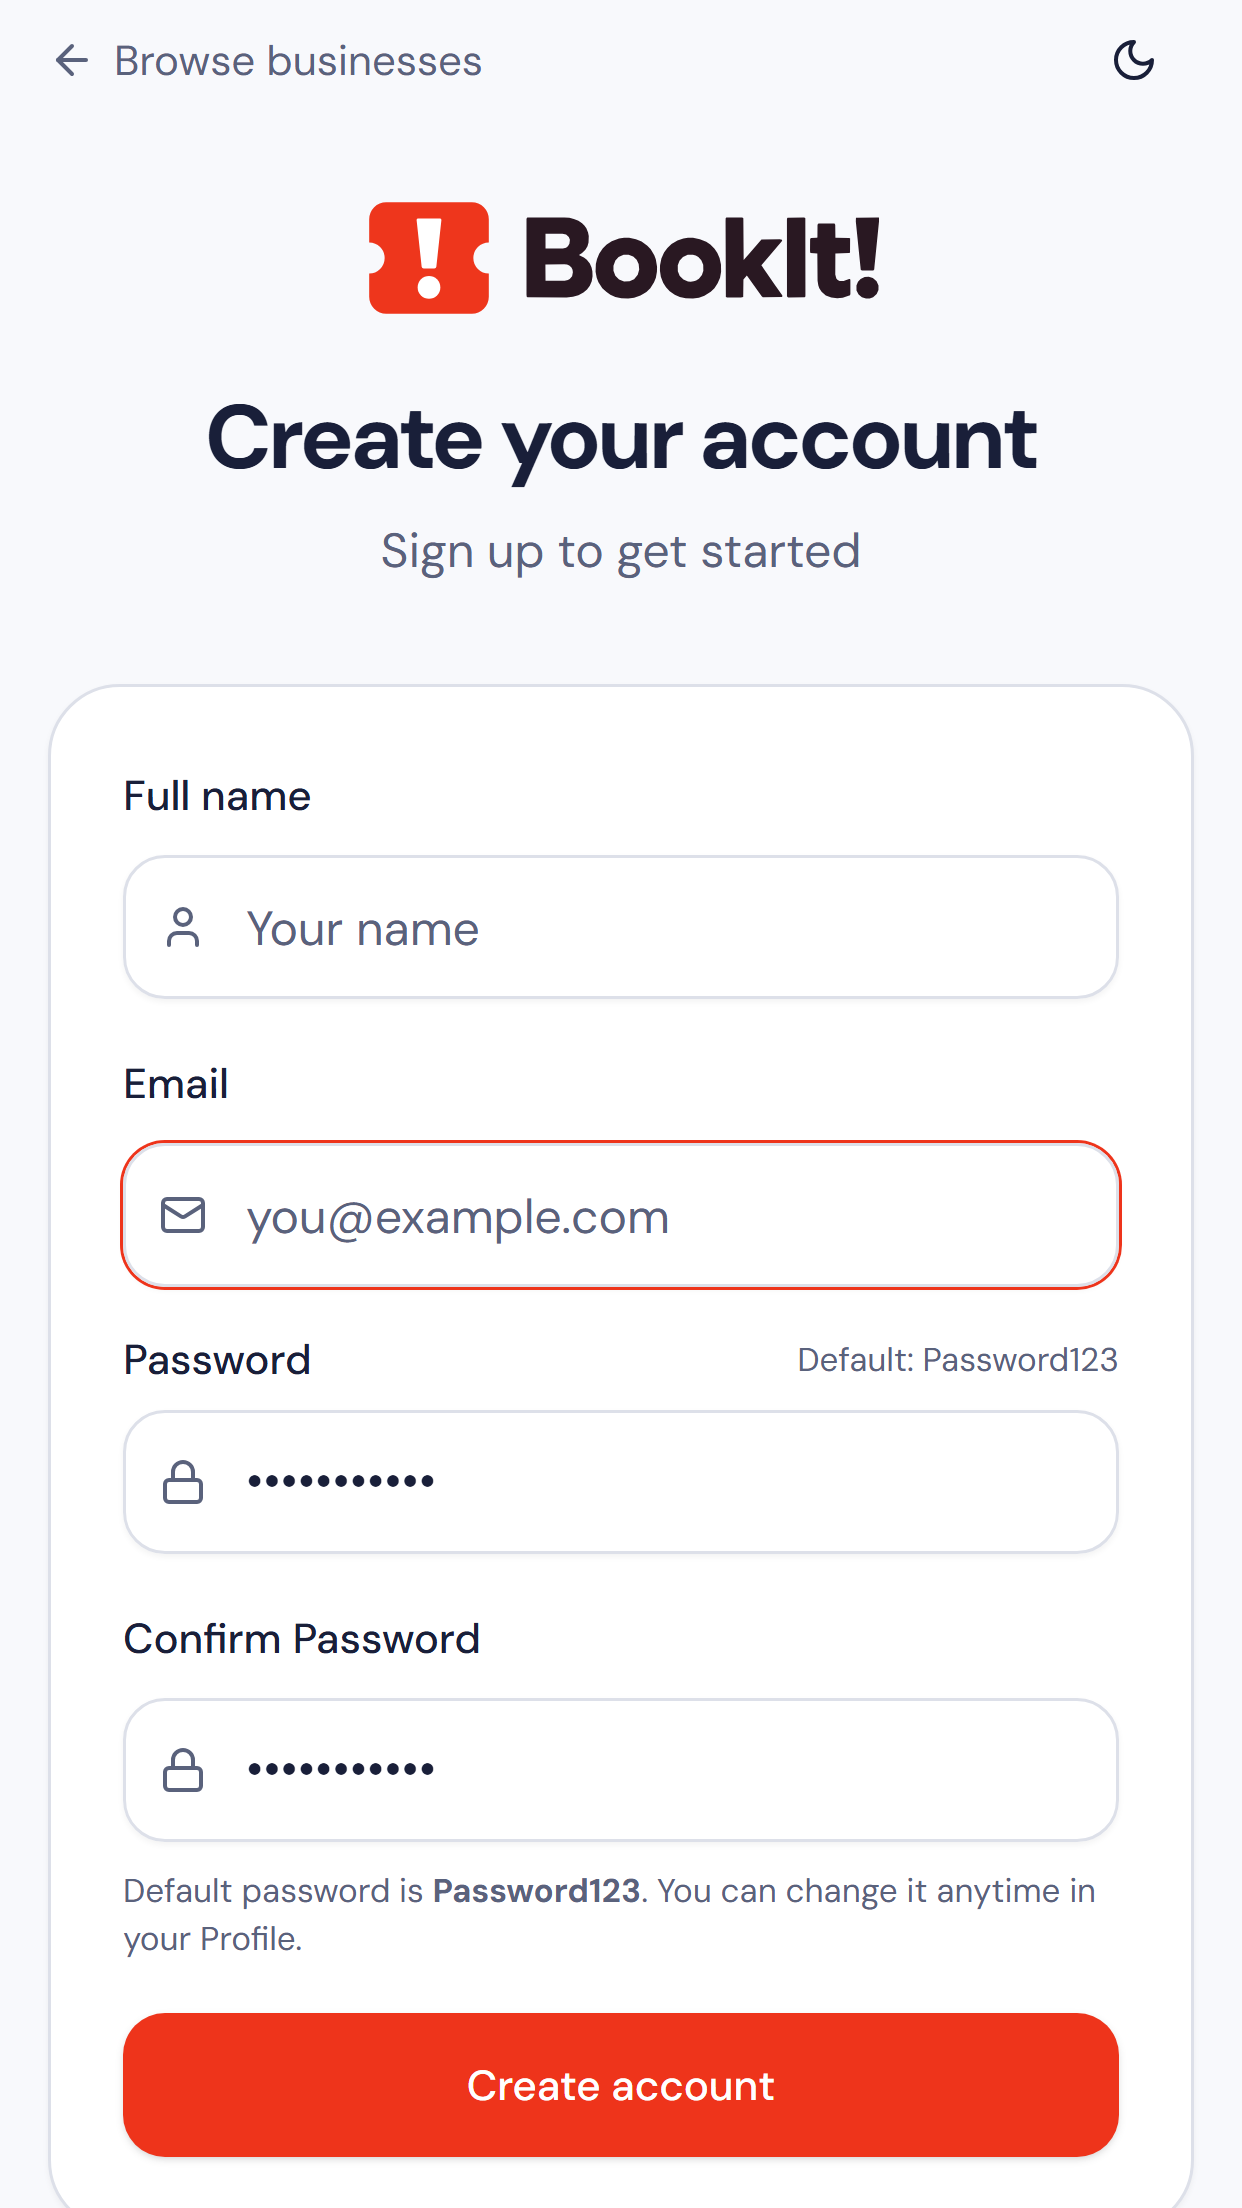 Browse businesses
! BookIt!
Create your account
Sign up to get started
Full name
Your name
Email
you@example.com
Password
Default: Password123
•••••••••••
Confirm Password
•••••••••••
Default password is Password123. You can change it anytime in
your Profile.
Create account